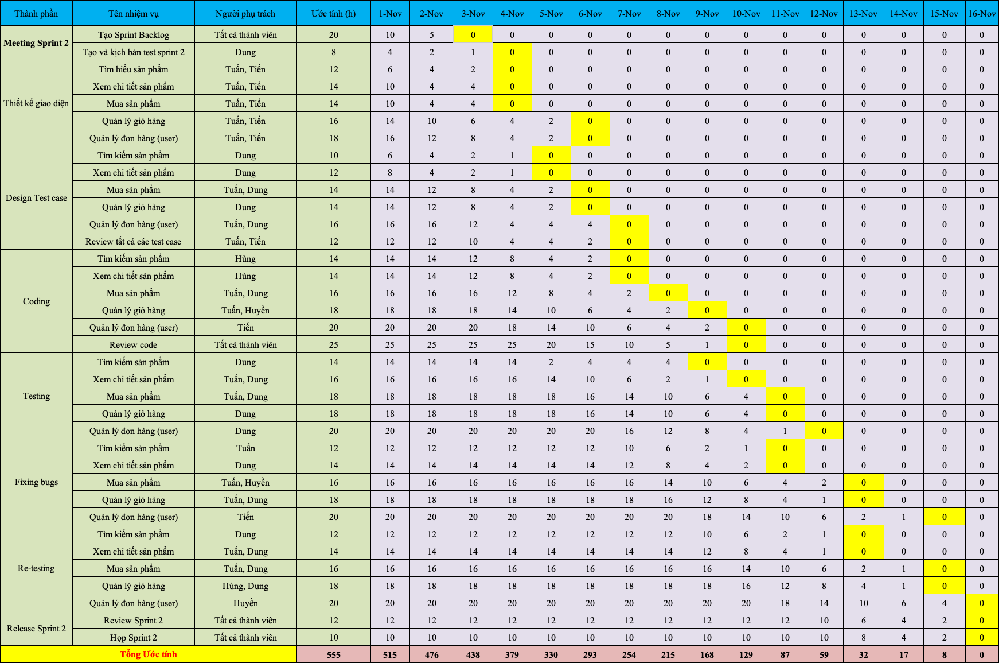 Thành phần Tên nhiệm vụ Người phụ trách Ước tính (h) 1-Nov 2-Nov 3-Nov 4-Nov 5-Nov 6-Nov 7-Nov 8-Nov 9-Nov 10-Nov 11-Nov 12-Nov 13-Nov 14-Nov 15-Nov 16-Nov
Meeting Sprint 2
Tạo Sprint Backlog Tất cả thành viên 20 10 5 0 0 0 0 0 0 0 0 0 0 0 0 0 0
Tạo và kịch bản test sprint 2 Dung 8 4 2 1 0 0 0 0 0 0 0 0 0 0 0 0 0
Thiết kế giao diện
Tìm hiểu sản phẩm Tuấn, Tiến 12 6 4 2 0 0 0 0 0 0 0 0 0 0 0 0 0
Xem chi tiết sản phẩm Tuấn, Tiến 14 10 4 4 0 0 0 0 0 0 0 0 0 0 0 0 0
Mua sản phẩm Tuấn, Tiến 14 10 4 4 0 0 0 0 0 0 0 0 0 0 0 0 0
Quản lý giỏ hàng Tuấn, Tiến 16 14 10 6 4 2 0 0 0 0 0 0 0 0 0 0 0
Quản lý đơn hàng (user) Tuấn, Tiến 18 16 12 8 4 2 0 0 0 0 0 0 0 0 0 0 0
Design Test case
Tìm kiếm sản phẩm Dung 10 6 4 2 1 0 0 0 0 0 0 0 0 0 0 0 0
Xem chi tiết sản phẩm Dung 12 8 4 2 1 0 0 0 0 0 0 0 0 0 0 0 0
Mua sản phẩm Tuấn, Dung 14 14 12 8 4 2 0 0 0 0 0 0 0 0 0 0 0
Quản lý giỏ hàng Dung 14 14 12 8 4 2 0 0 0 0 0 0 0 0 0 0 0
Quản lý đơn hàng (user) Tuấn, Dung 16 16 16 12 4 4 4 0 0 0 0 0 0 0 0 0 0
Review tất cả các test case Tuấn, Tiến 12 12 12 10 4 4 2 0 0 0 0 0 0 0 0 0 0
Coding
Tìm kiếm sản phẩm Hùng 14 14 14 12 8 4 2 0 0 0 0 0 0 0 0 0 0
Xem chi tiết sản phẩm Hùng 14 14 14 12 8 4 2 0 0 0 0 0 0 0 0 0 0
Mua sản phẩm Tuấn, Dung 16 16 16 16 12 8 4 2 0 0 0 0 0 0 0 0 0
Quản lý giỏ hàng Tuấn, Huyền 18 18 18 18 14 10 6 4 2 0 0 0 0 0 0 0 0
Quản lý đơn hàng (user) Tiến 20 20 20 20 18 14 10 6 4 2 0 0 0 0 0 0 0
Review code Tất cả thành viên 25 25 25 25 25 20 15 10 5 1 0 0 0 0 0 0 0
Testing
Tìm kiếm sản phẩm Dung 14 14 14 14 14 2 4 4 4 0 0 0 0 0 0 0 0
Xem chi tiết sản phẩm Tuấn, Dung 16 16 16 16 16 14 10 6 2 1 0 0 0 0 0 0 0
Mua sản phẩm Tuấn, Dung 18 18 18 18 18 18 16 14 10 6 4 0 0 0 0 0 0
Quản lý giỏ hàng Dung 18 18 18 18 18 18 16 14 10 6 4 0 0 0 0 0 0
Quản lý đơn hàng (user) Dung 20 20 20 20 20 20 20 16 12 8 4 1 0 0 0 0 0
Fixing bugs
Tìm kiếm sản phẩm Tuấn 12 12 12 12 12 12 12 10 6 2 1 0 0 0 0 0 0
Xem chi tiết sản phẩm Dung 14 14 14 14 14 14 14 12 8 4 2 0 0 0 0 0 0
Mua sản phẩm Tuấn, Huyền 16 16 16 16 16 16 16 16 14 10 6 4 2 0 0 0 0
Quản lý giỏ hàng Tuấn, Dung 18 18 18 18 18 18 18 18 16 12 8 4 1 0 0 0 0
Quản lý đơn hàng (user) Tiến 20 20 20 20 20 20 20 20 20 18 14 10 6 2 1 0 0
Re-testing
Tìm kiếm sản phẩm Dung 12 12 12 12 12 12 12 12 12 10 6 2 1 0 0 0 0
Xem chi tiết sản phẩm Tuấn, Dung 14 14 14 14 14 14 14 14 14 12 8 4 1 0 0 0 0
Mua sản phẩm Tuấn, Dung 16 16 16 16 16 16 16 16 16 16 14 10 6 2 1 0 0
Quản lý giỏ hàng Hùng, Dung 18 18 18 18 18 18 18 18 18 18 16 12 8 4 1 0 0
Quản lý đơn hàng (user) Huyền 20 20 20 20 20 20 20 20 20 20 20 18 14 10 6 4 0
Release Sprint 2
Review Sprint 2 Tất cả thành viên 12 12 12 12 12 12 12 12 12 12 12 12 10 6 4 2 0
Họp Sprint 2 Tất cả thành viên 10 10 10 10 10 10 10 10 10 10 10 10 10 8 4 2 0
Tổng Ước tính 555 515 476 438 379 330 293 254 215 168 129 87 59 32 17 8 0